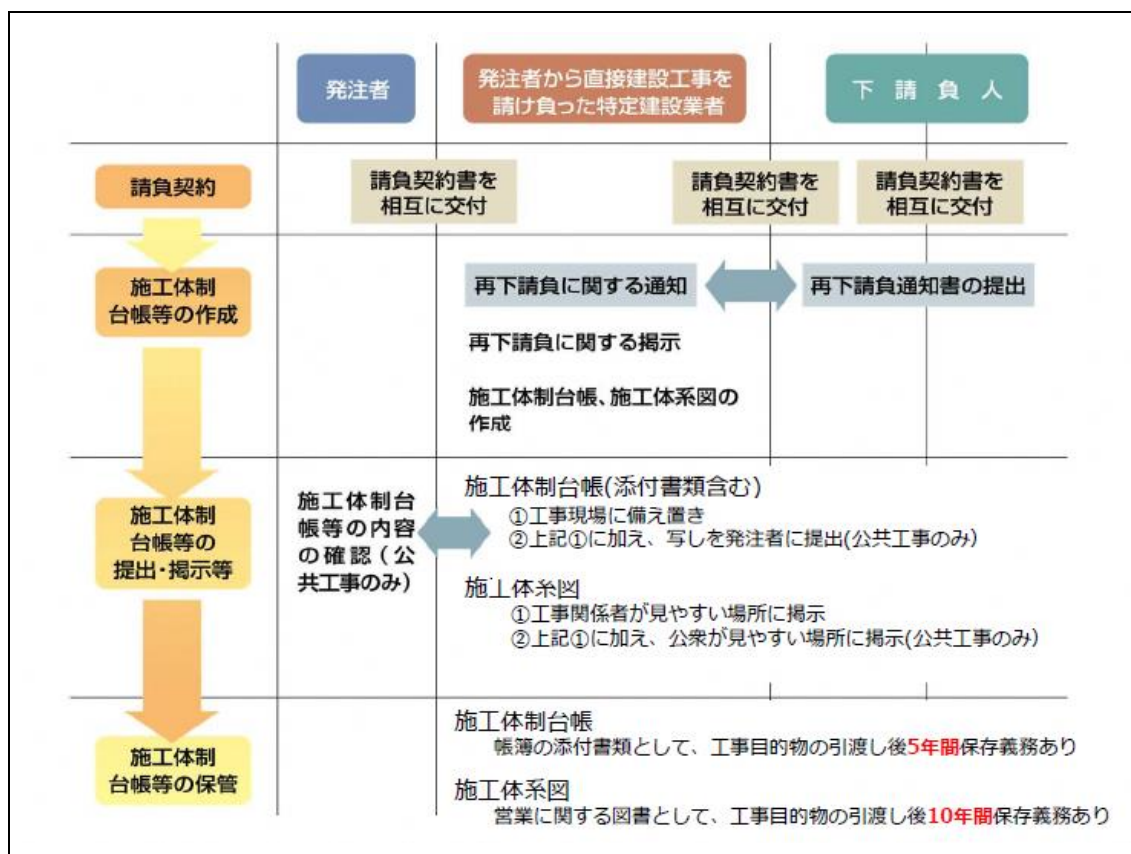 発注者
発注者から直接建設工事を
請け負った特定建設業者
下請負人
請負契約
請負契約書を
相互に交付
請負契約書を
相互に交付
請負契約書を
相互に交付
施工体制
台帳等の作成
再下請負に関する通知
再下請負通知書の提出
再下請負に関する掲示
施工体制台帳、施工体系図の
作成
施工体制
台帳等の
提出・掲示等
施工体制台
帳等の内容
の確認（公
共工事のみ）
施工体制台帳(添付書類含む)
①工事現場に備え置き
②上記①に加え、写しを発注者に提出(公共工事のみ）
施工体系図
①工事関係者が見やすい場所に掲示
②上記①に加え、公衆が見やすい場所に掲示(公共工事のみ）
施工体制
台帳等の保管
施工体制台帳
帳簿の添付書類として、工事目的物の引渡し後5年間保存義務あり
施工体系図
営業に関する図書として、工事目的物の引渡し後10年間保存義務あり